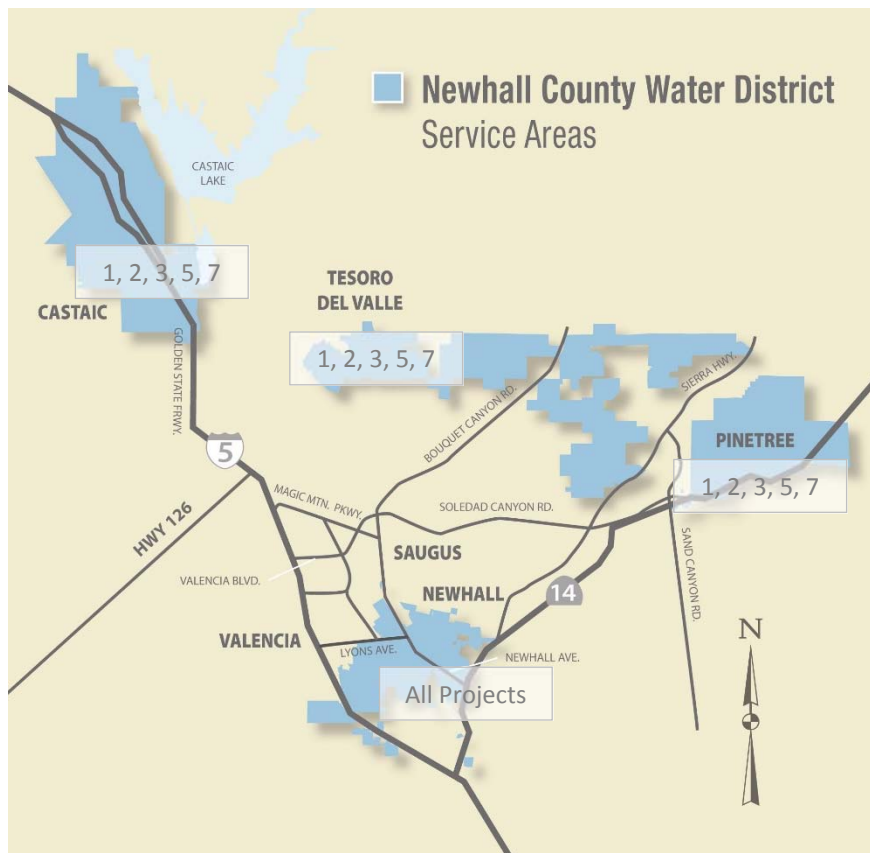 Newhall County Water District
Service Areas
CASTAIC
LAKE
1, 2, 3, 5, 7
CASTAIC
TESORO
DEL VALLE
1, 2, 3, 5, 7
GOLDEN STATE FRWY.
BOUQUET CANYON RD.
SIERRA HWY.
PINETREE
1, 2, 3, 5, 7
5
HWY 126
MAGIC MTN. PKWY.
SOLEDAD CANYON RD.
SAND CANYON RD.
SAUGUS
VALENCIA BLVD.
NEWHALL
14
VALENCIA
LYONS AVE.
NEWHALL AVE.
All Projects
N